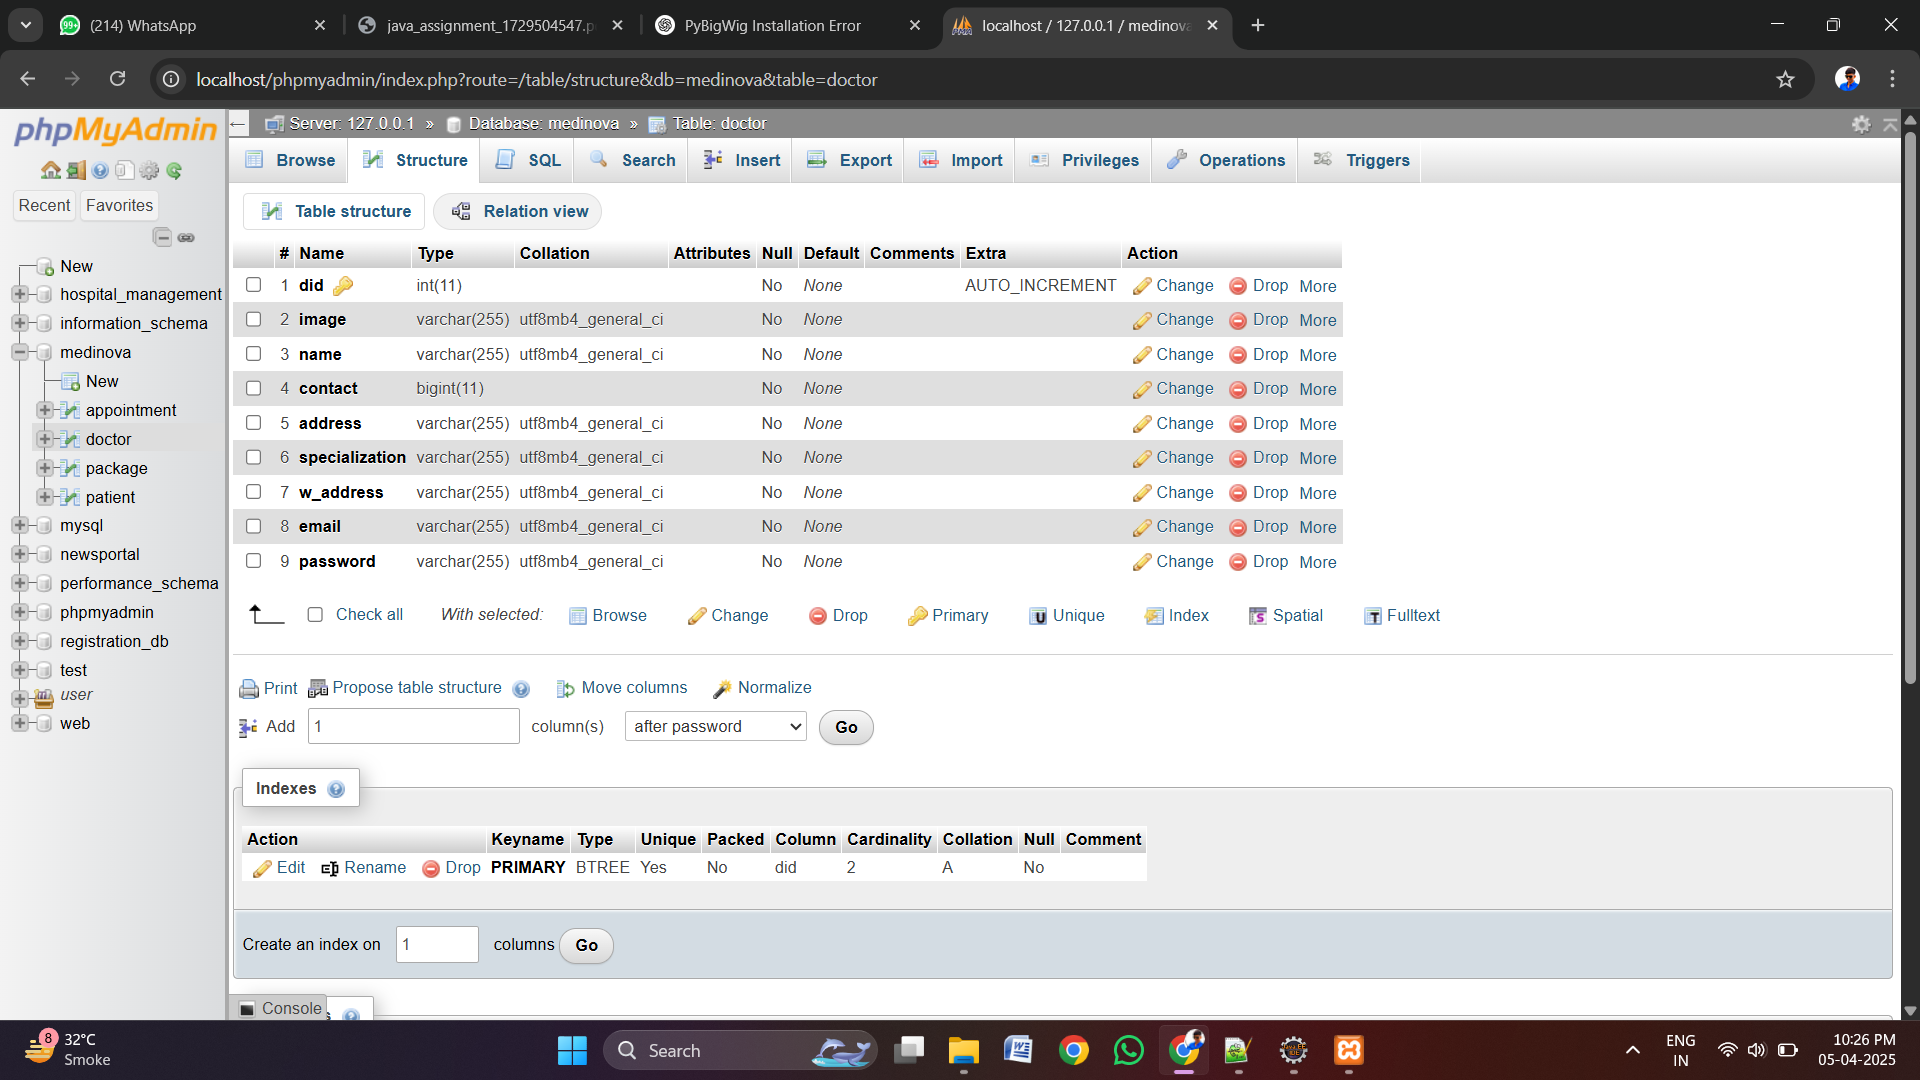 (214) WhatsApp
java_assignment_1729504547.p
PyBigWig Installation Error
localhost / 127.0.0.1 / medinova
localhost/phpmyadmin/index.php?route=/table/structure&db=medinova&table=doctor
phpMyAdmin
Recent Favorites
New
hospital_management
information_schema
medinova
New
appointment
doctor
package
patient
mysql
newsportal
performance_schema
phpmyadmin
registration_db
test
user
web
Server: 127.0.0.1 » Database: medinova » Table: doctor
Browse Structure SQL Search Insert Export Import Privileges Operations Triggers
Table structure Relation view
# Name Type Collation Attributes Null Default Comments Extra Action
1 did int(11) No None AUTO_INCREMENT Change Drop More
2 image varchar(255) utf8mb4_general_ci No None Change Drop More
3 name varchar(255) utf8mb4_general_ci No None Change Drop More
4 contact bigint(11) No None Change Drop More
5 address varchar(255) utf8mb4_general_ci No None Change Drop More
6 specialization varchar(255) utf8mb4_general_ci No None Change Drop More
7 w_address varchar(255) utf8mb4_general_ci No None Change Drop More
8 email varchar(255) utf8mb4_general_ci No None Change Drop More
9 password varchar(255) utf8mb4_general_ci No None Change Drop More
Check all With selected: Browse Change Drop Primary Unique Index Spatial Fulltext
Print Propose table structure Move columns Normalize
Add 1 column(s) after password Go
Indexes
Action Keyname Type Unique Packed Column Cardinality Collation Null Comment
Edit Rename Drop PRIMARY BTREE Yes No did 2 A No
Create an index on 1 columns Go
Console
8 32°C
Smoke
Search
ENG
IN
10:26 PM
05-04-2025